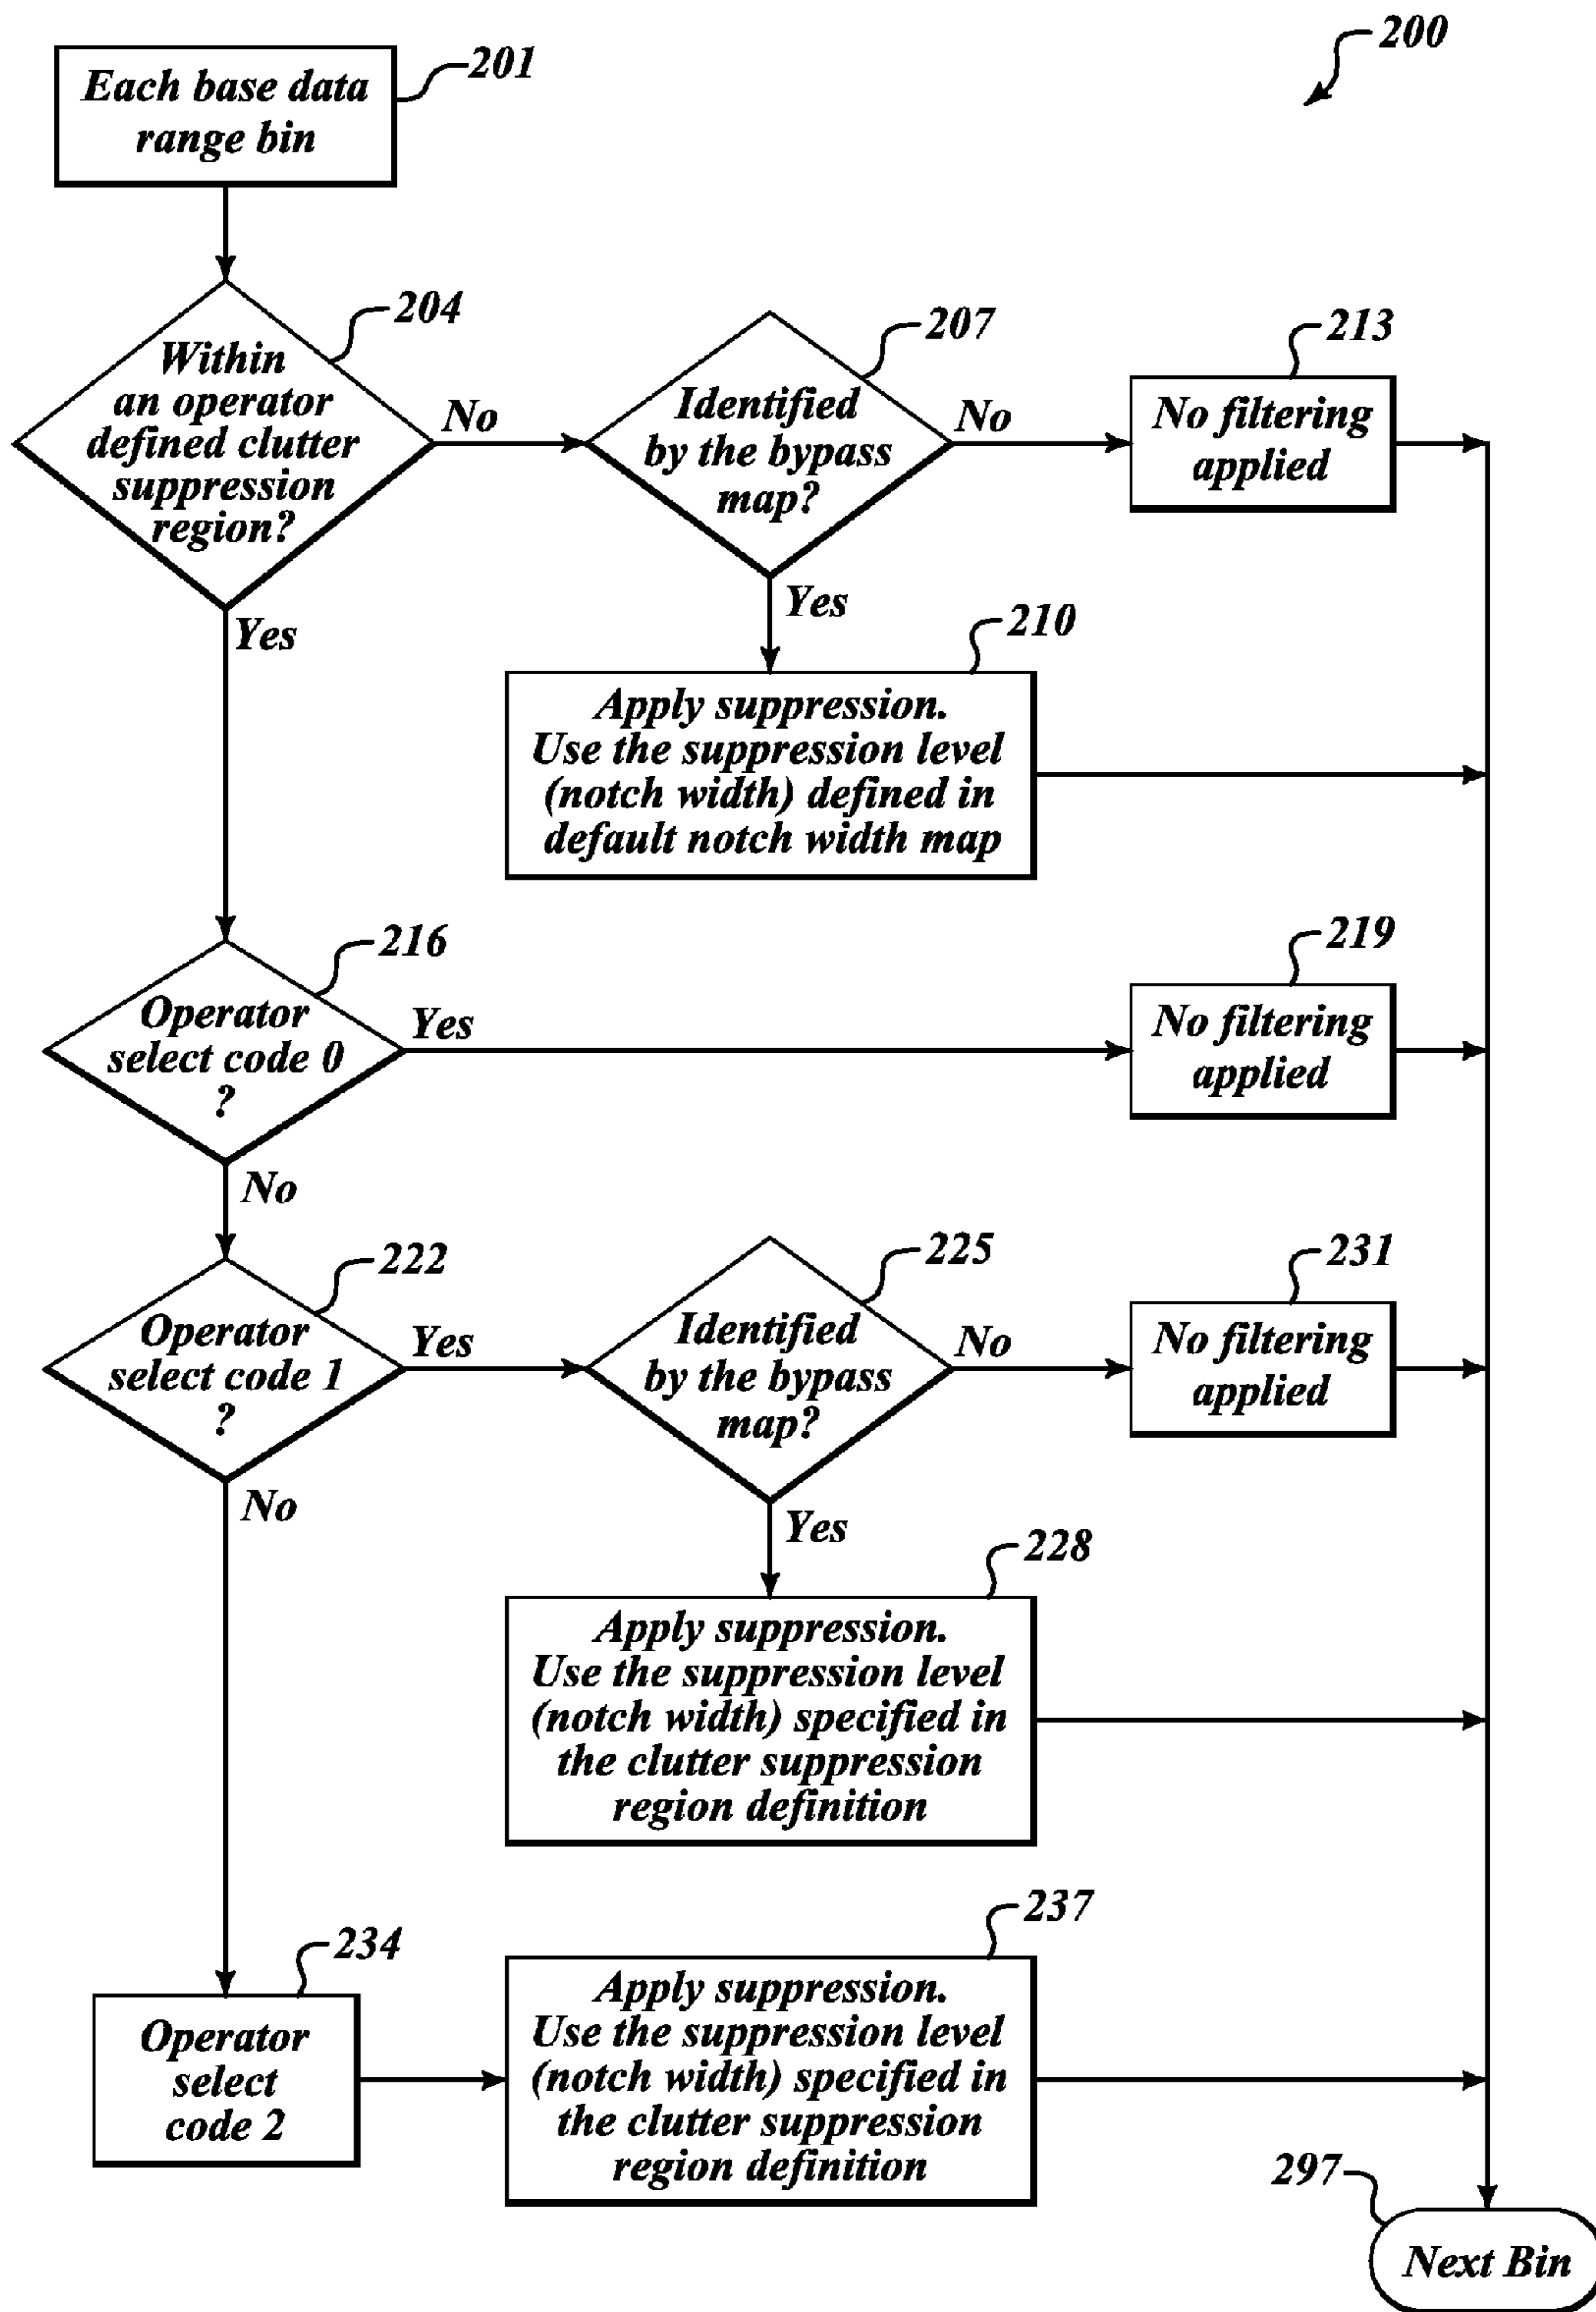 200
201
Each base data
range bin
204
Within
an operator
defined clutter
suppression
region?
No
Yes
207
Identified
by the bypass
map?
No
Yes
213
No filtering
applied
210
Apply suppression.
Use the suppression level
(notch width) defined in
default notch width map
216
Operator
select code 0
?
Yes
No
219
No filtering
applied
222
Operator
select code 1
?
Yes
No
225
Identified
by the bypass
map?
No
Yes
231
No filtering
applied
228
Apply suppression.
Use the suppression level
(notch width) specified in
the clutter suppression
region definition
234
Operator
select
code 2
237
Apply suppression.
Use the suppression level
(notch width) specified in
the clutter suppression
region definition
297
Next Bin